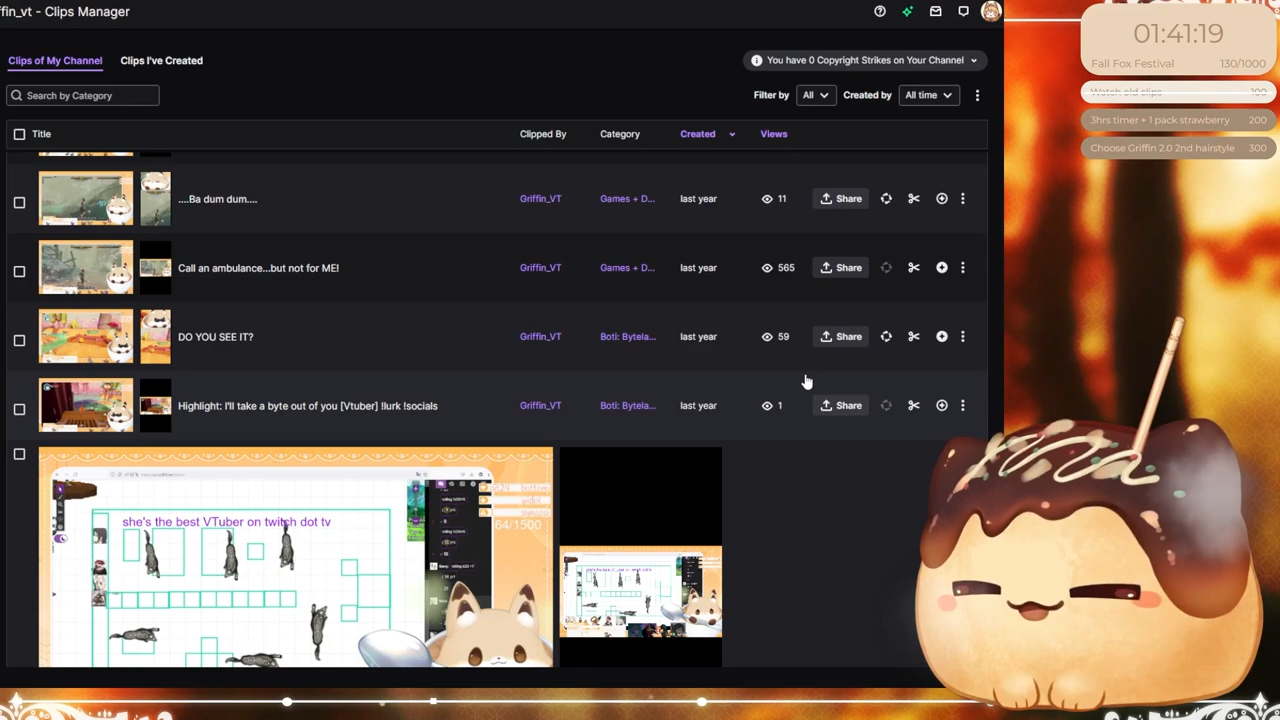 fin_vt - Clips Manager
01:41:19
Fall Fox Festival 130/1000
Watch old clips 100
3hrs timer + 1 pack strawberry 200
Choose Griffin 2.0 2nd hairstyle 300
Clips of My Channel
Clips I've Created
You have 0 Copyright Strikes on Your Channel
Search by Category
Filter by All Created by All time
Title Clipped By Category Created Views
....Ba dum dum.... Griffin_VT Games + D... last year 11 Share
Call an ambulance...but not for ME! Griffin_VT Games + D... last year 565 Share
DO YOU SEE IT? Griffin_VT Boti: Bytela... last year 59 Share
Highlight: I'll take a byte out of you [Vtuber] !lurk !socials Griffin_VT Boti: Bytela... last year 1 Share
she's the best VTuber on twitch dot tv
64/1500